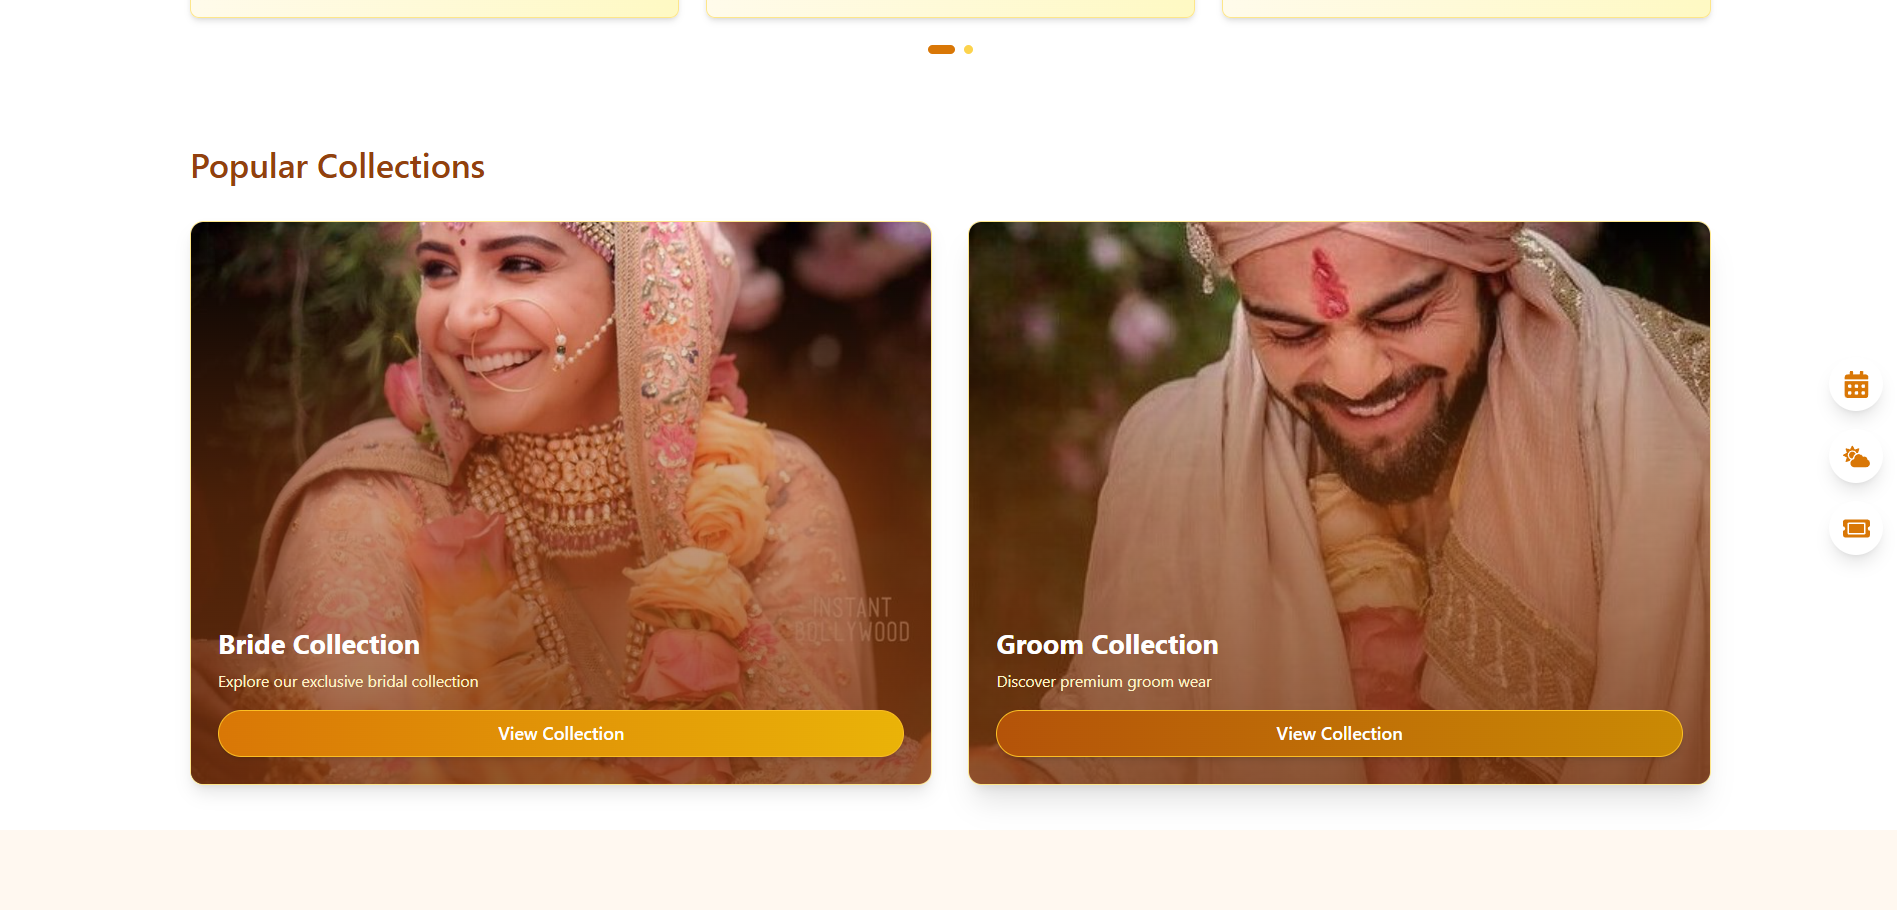 Popular Collections
INSTANT
BOLLYWOOD
Bride Collection
Explore our exclusive bridal collection
View Collection
Groom Collection
Discover premium groom wear
View Collection